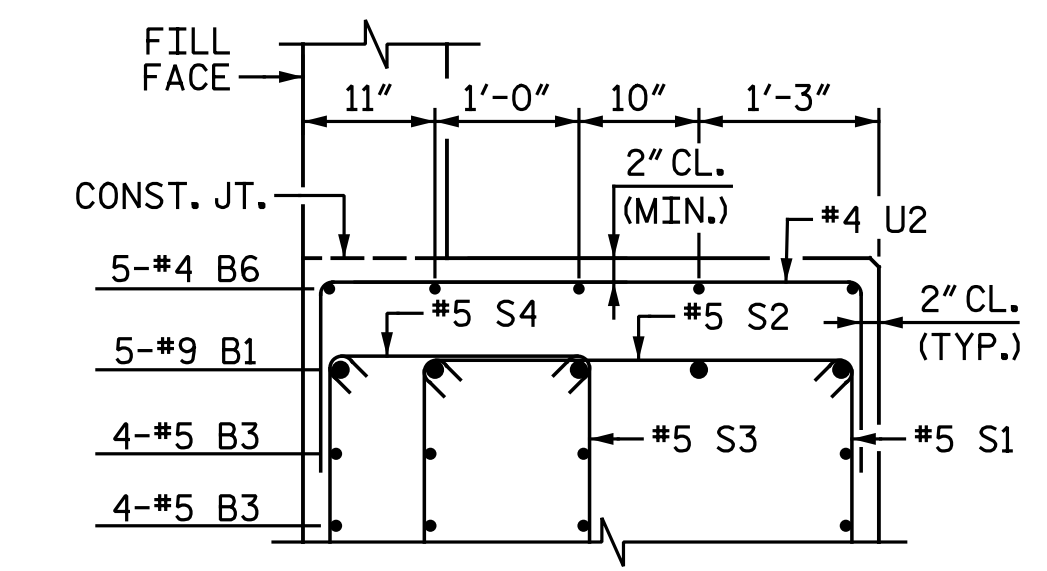 FILL
FACE
11" 1'-0" 10" 1'-3"
2" CL.
(MIN.)
CONST. JT.
#4 U2
5-#4 B6
2" CL.
(TYP.)
#5 S4
#5 S2
5-#9 B1
4-#5 B3
#5 S3
#5 S1
4-#5 B3